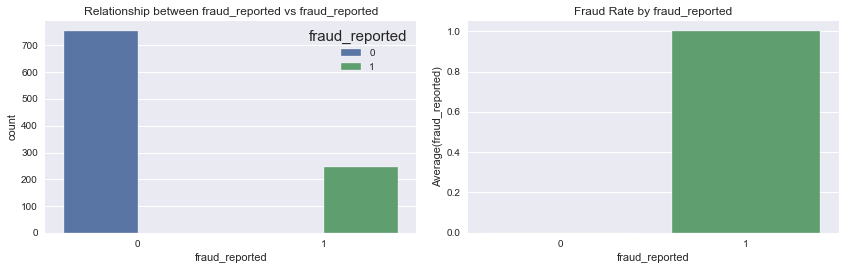 Relationship between fraud_reported vs fraud_reported
fraud_reported
0
1
700
600
500
400
300
200
100
0
count
0 1
fraud_reported
Fraud Rate by fraud_reported
1.0
0.8
0.6
0.4
0.2
0.0
Average(fraud_reported)
0 1
fraud_reported